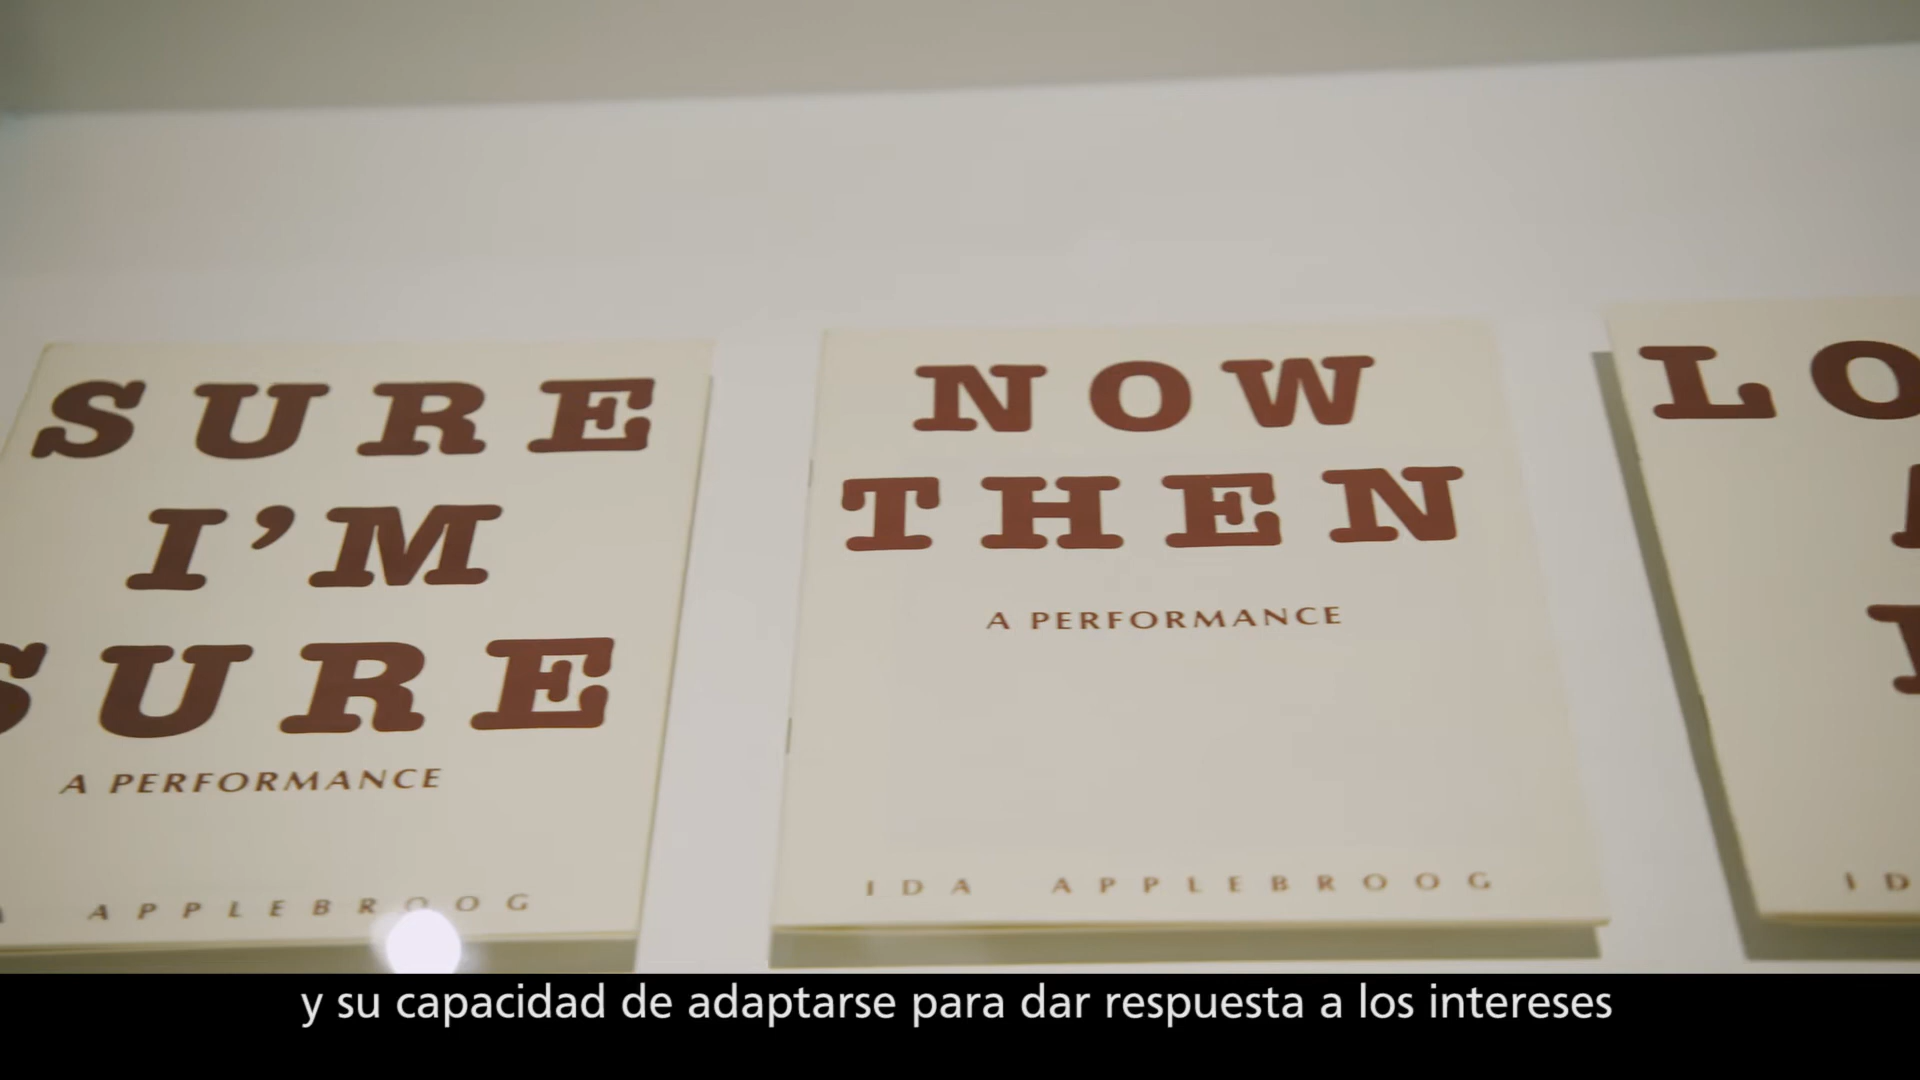 SURE
I'M
SURE
A PERFORMANCE
APPLEBROOG
NOW
THEN
A PERFORMANCE
IDA APPLEBROOG
y su capacidad de adaptarse para dar respuesta a los intereses